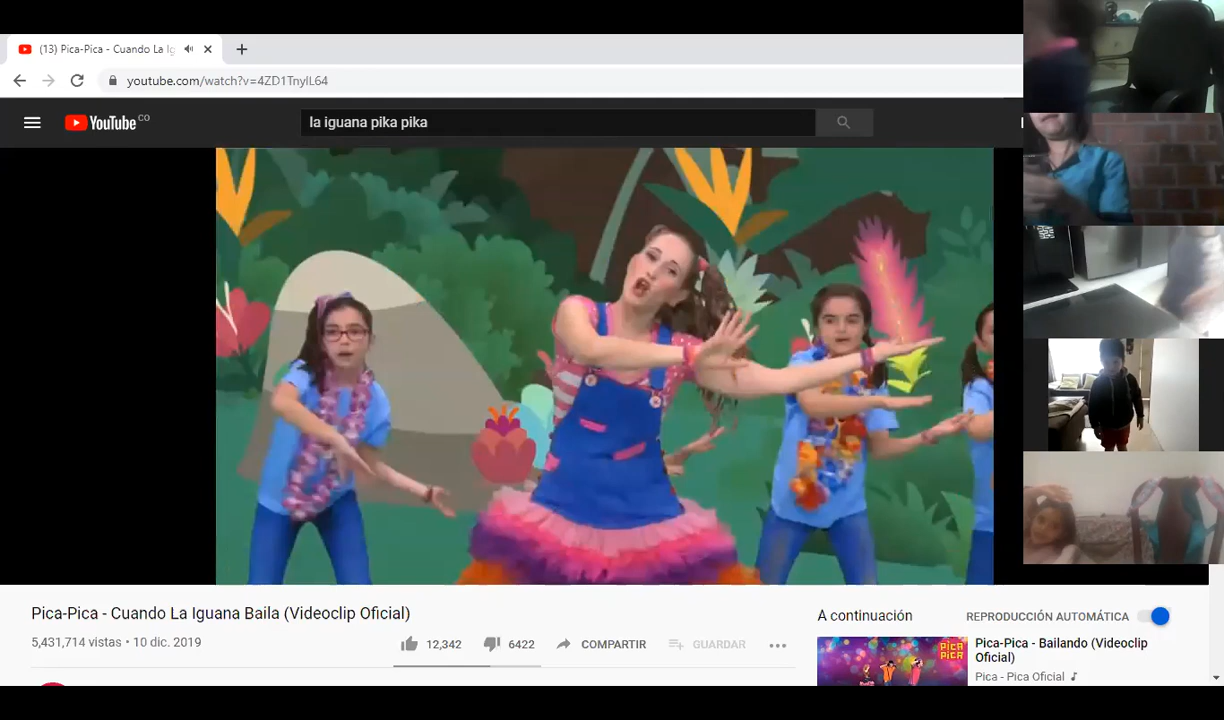 (13) Pica-Pica - Cuando La Ig
youtube.com/watch?v=4ZD1TnylL64
YouTube CO
la iguana pika pika
Pica-Pica - Cuando La Iguana Baila (Videoclip Oficial)
5,431,714 vistas • 10 dic. 2019
12,342
6422
COMPARTIR
GUARDAR
A continuación
REPRODUCCIÓN AUTOMÁTICA
PICA PICA
Pica-Pica - Bailando (Videoclip Oficial)
Pica - Pica Oficial